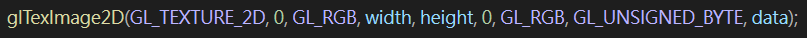 glTexImage2D(GL_TEXTURE_2D, 0, GL_RGB, width, height, 0, GL_RGB, GL_UNSIGNED_BYTE, data);